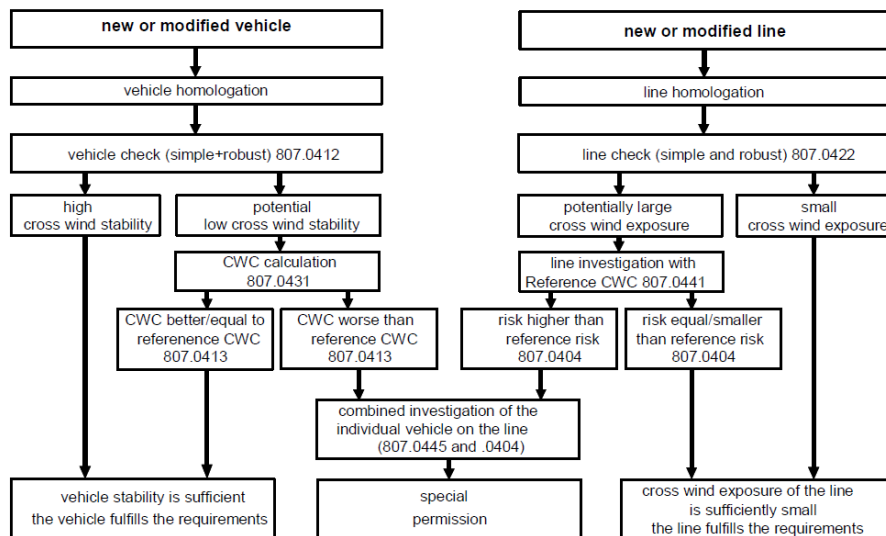 new or modified vehicle
new or modified line
vehicle homologation
line homologation
vehicle check (simple+robust) 807.0412
line check (simple and robust) 807.0422
high
cross wind stability
potential
low cross wind stability
potentially large
cross wind exposure
small
cross wind exposure
CWC calculation
807.0431
line investigation with
Reference CWC 807.0441
CWC better/equal to
referenence CWC
807.0413
CWC worse than
reference CWC
807.0413
risk higher than
reference risk
807.0404
risk equal/smaller
than reference risk
807.0404
combined investigation of the
individual vehicle on the line
(807.0445 and .0404)
vehicle stability is sufficient
the vehicle fulfills the requirements
special
permission
cross wind exposure of the line
is sufficiently small
the line fulfills the requirements